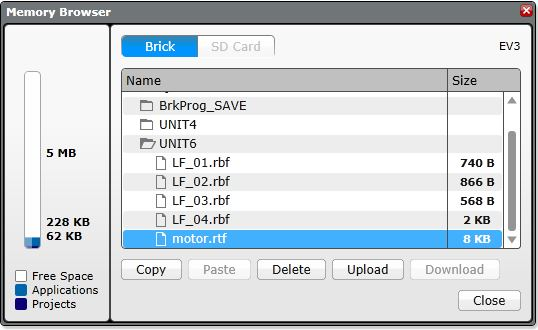 Memory Browser
Brick SD Card EV3
Name Size
BrkProg_SAVE
UNIT4
UNIT6
LF_01.rbf 740 B
LF_02.rbf 866 B
LF_03.rbf 568 B
LF_04.rbf 2 KB
motor.rtf 8 KB
5 MB
228 KB
62 KB
Free Space
Applications
Projects
Copy Paste Delete Upload Download
Close